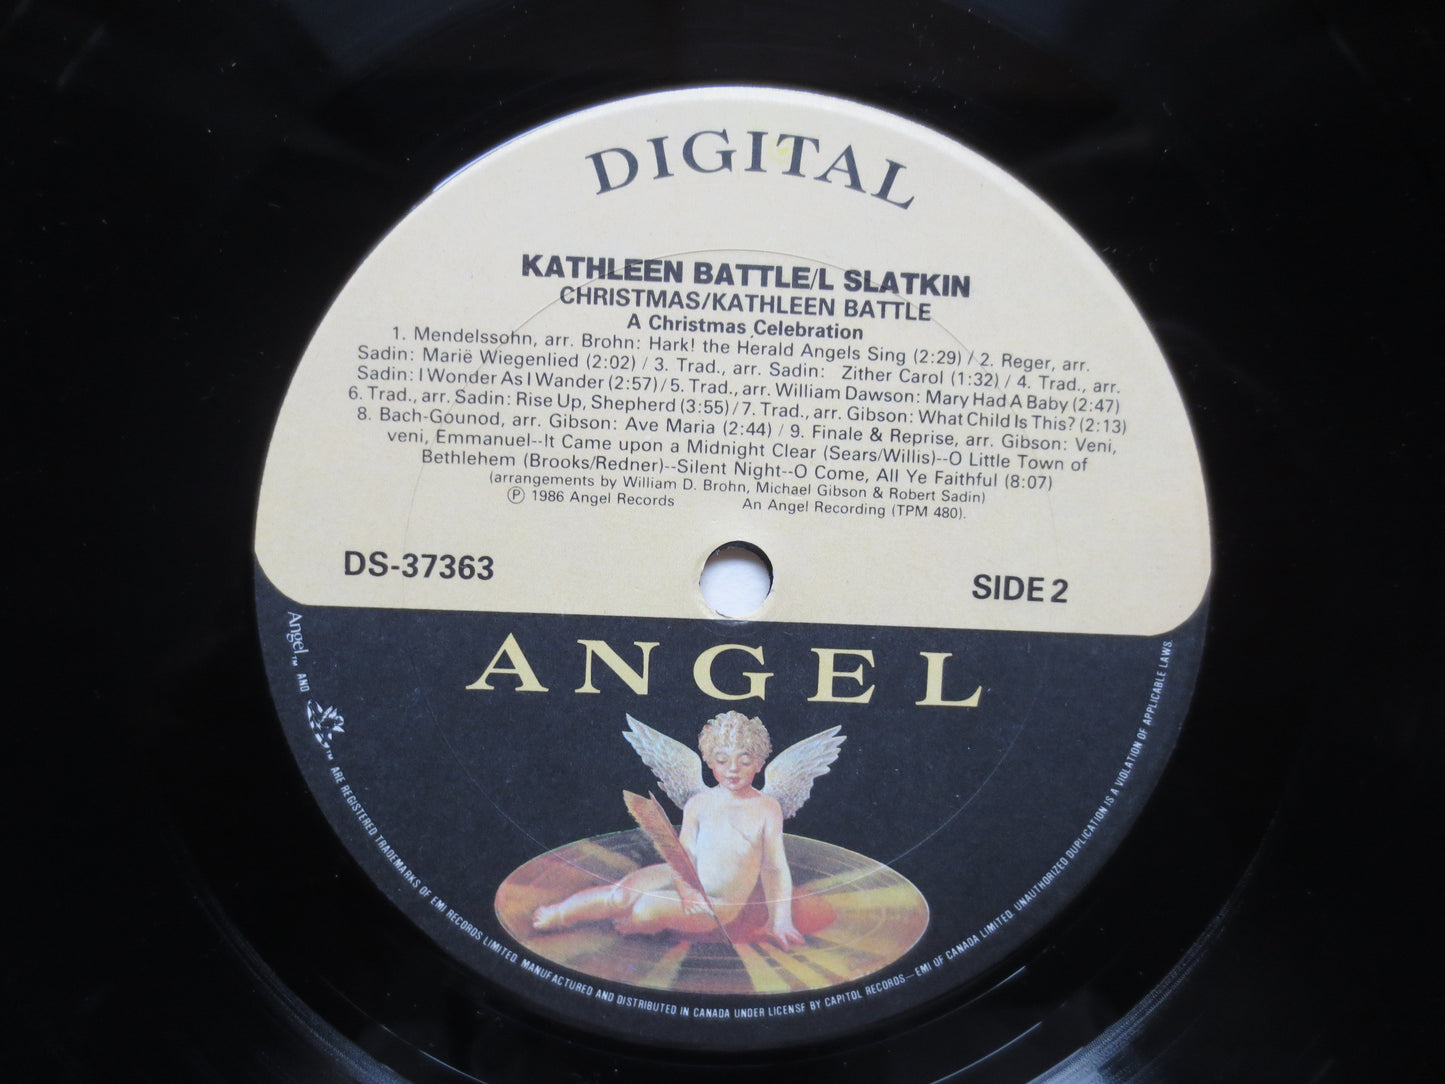 DIGITAL
KATHLEEN BATTLE/L SLATKIN
CHRISTMAS/KATHLEEN BATTLE
A Christmas Celebration
1. Mendelssohn, arr. Brohn: Hark! the Herald Angels Sing (2:29) / 2. Reger, arr.
Sadin: Marië Wiegenlied (2:02) / 3. Trad., arr. Sadin: Zither Carol (1:32) / 4. Trad., arr.
Sadin: I Wonder As I Wander (2:57) / 5. Trad., arr. William Dawson: Mary Had A Baby (2:47)
6. Trad., arr. Sadin: Rise Up, Shepherd (3:55) / 7. Trad., arr. Gibson: What Child Is This? (2:13)
8. Bach-Gounod, arr. Gibson: Ave Maria (2:44) / 9. Finale & Reprise, arr. Gibson: Veni,
veni, Emmanuel--It Came upon a Midnight Clear (Sears/Willis)--O Little Town of
Bethlehem (Brooks/Redner)--Silent Night--O Come, All Ye Faithful (8:07)
(arrangements by William D. Brohn, Michael Gibson & Robert Sadin)
℗ 1986 Angel Records An Angel Recording (TPM 480).
DS-37363
SIDE 2
ANGEL
Angel™ AND ™ ARE REGISTERED TRADEMARKS OF EMI RECORDS LIMITED. MANUFACTURED AND DISTRIBUTED IN CANADA UNDER LICENSE BY CAPITOL RECORDS—EMI OF CANADA LIMITED. UNAUTHORIZED DUPLICATION IS A VIOLATION OF APPLICABLE LAWS.